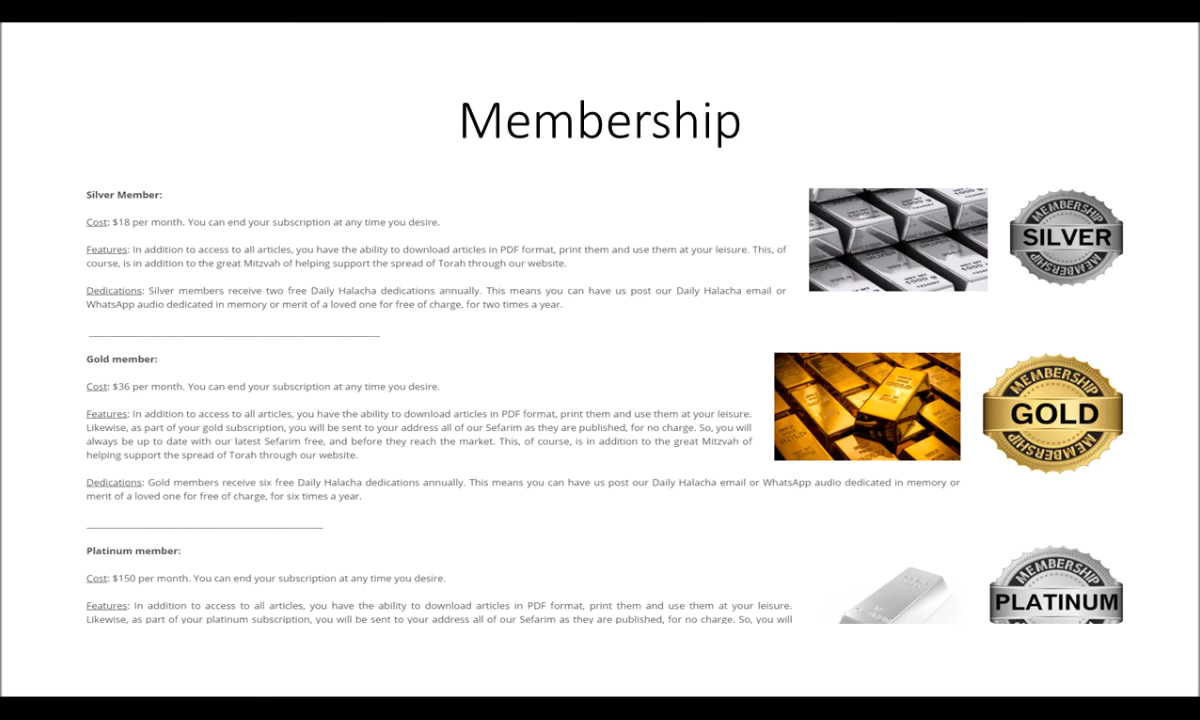 Membership
Silver Member:
Cost: $18 per month. You can end your subscription at any time you desire.
Features: In addition to access to all articles, you have the ability to download articles in PDF format, print them and use them at your leisure. This, of
course, is in addition to the great Mitzvah of helping support the spread of Torah through our website.
Dedications: Silver members receive two free Daily Halacha dedications annually. This means you can have us post our Daily Halacha email or
WhatsApp audio dedicated in memory or merit of a loved one for free of charge, for two times a year.
MEMBERSHIP
SILVER
MEMBERSHIP
Gold member:
Cost: $36 per month. You can end your subscription at any time you desire.
Features: In addition to access to all articles, you have the ability to download articles in PDF format, print them and use them at your leisure.
Likewise, as part of your gold subscription, you will be sent to your address all of our Sefarim as they are published, for no charge. So, you will
always be up to date with our latest Sefarim free, and before they reach the market. This, of course, is in addition to the great Mitzvah of
helping support the spread of Torah through our website.
Dedications: Gold members receive six free Daily Halacha dedications annually. This means you can have us post our Daily Halacha email or WhatsApp audio dedicated in memory or
merit of a loved one for free of charge, for six times a year.
MEMBERSHIP
GOLD
MEMBERSHIP
Platinum member:
Cost: $150 per month. You can end your subscription at any time you desire.
Features: In addition to access to all articles, you have the ability to download articles in PDF format, print them and use them at your leisure.
Likewise, as part of your platinum subscription, you will be sent to your address all of our Sefarim as they are published, for no charge. So, you will
MEMBERSHIP
PLATINUM